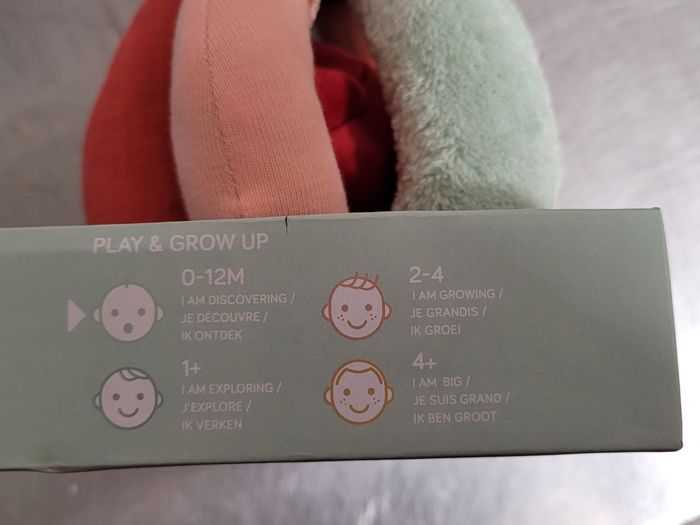 PLAY & GROW UP
0-12M
I AM DISCOVERING /
JE DÉCOUVRE /
IK ONTDEK
2-4
I AM GROWING /
JE GRANDIS /
IK GROEI
1+
I AM EXPLORING /
J'EXPLORE /
IK VERKEN
4+
I AM BIG /
JE SUIS GRAND /
IK BEN GROOT